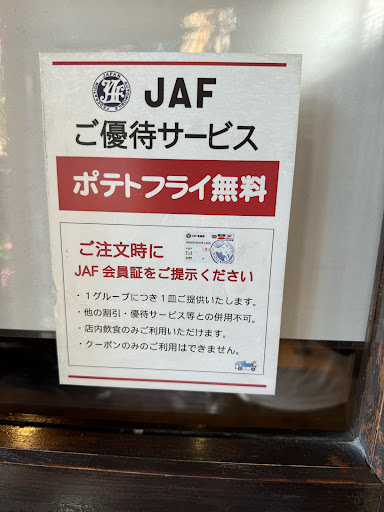 JAF
ご優待サービス
ポテトフライ無料
ご注文時に
JAF 会員証をご提示ください
・1グループにつき1皿ご提供いたします。
・他の割引・優待サービス等との併用不可。
・店内飲食のみご利用いただけます。
・クーポンのみのご利用はできません。